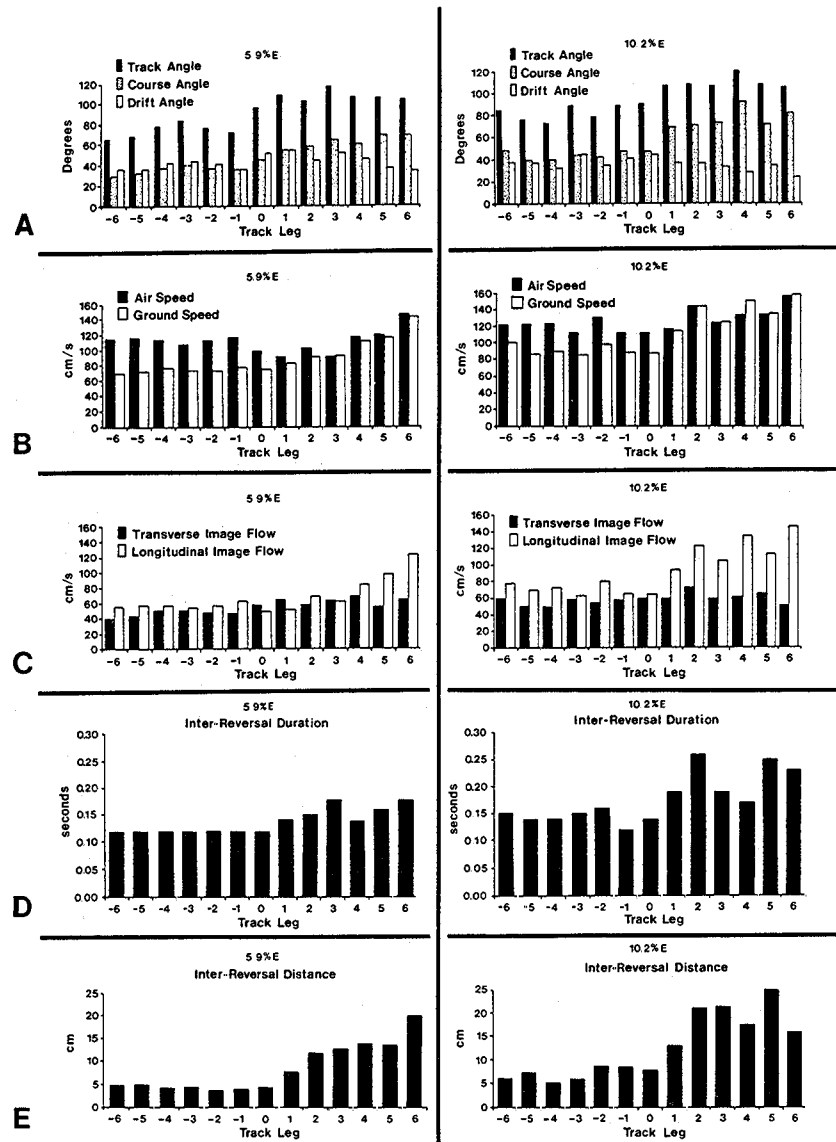 5.9%E
Track Angle
Course Angle
Drift Angle
120
100
80
60
40
20
0
Degrees
-6 -5 -4 -3 -2 -1 0 1 2 3 4 5 6
Track Leg
A
10.2%E
Track Angle
Course Angle
Drift Angle
120
100
80
60
40
20
0
Degrees
-6 -5 -4 -3 -2 -1 0 1 2 3 4 5 6
Track Leg
5.9%E
Air Speed
Ground Speed
160
140
120
100
80
60
40
20
0
cm/s
-6 -5 -4 -3 -2 -1 0 1 2 3 4 5 6
Track Leg
B
10.2%E
Air Speed
Ground Speed
160
140
120
100
80
60
40
20
0
cm/s
-6 -5 -4 -3 -2 -1 0 1 2 3 4 5 6
Track Leg
5.9%E
Transverse Image Flow
Longitudinal Image Flow
160
140
120
100
80
60
40
20
0
cm/s
-6 -5 -4 -3 -2 -1 0 1 2 3 4 5 6
Track Leg
C
10.2%E
Transverse Image Flow
Longitudinal Image Flow
160
140
120
100
80
60
40
20
0
cm/s
-6 -5 -4 -3 -2 -1 0 1 2 3 4 5 6
Track Leg
5.9%E
Inter-Reversal Duration
0.30
0.25
0.20
0.15
0.10
0.05
0.00
seconds
-6 -5 -4 -3 -2 -1 0 1 2 3 4 5 6
Track Leg
D
10.2%E
Inter-Reversal Duration
0.30
0.25
0.20
0.15
0.10
0.05
0.00
seconds
-6 -5 -4 -3 -2 -1 0 1 2 3 4 5 6
Track Leg
5.9%E
Inter-Reversal Distance
25
20
15
10
5
0
cm
-6 -5 -4 -3 -2 -1 0 1 2 3 4 5 6
Track Leg
E
10.2%E
Inter-Reversal Distance
25
20
15
10
5
0
cm
-6 -5 -4 -3 -2 -1 0 1 2 3 4 5 6
Track Leg